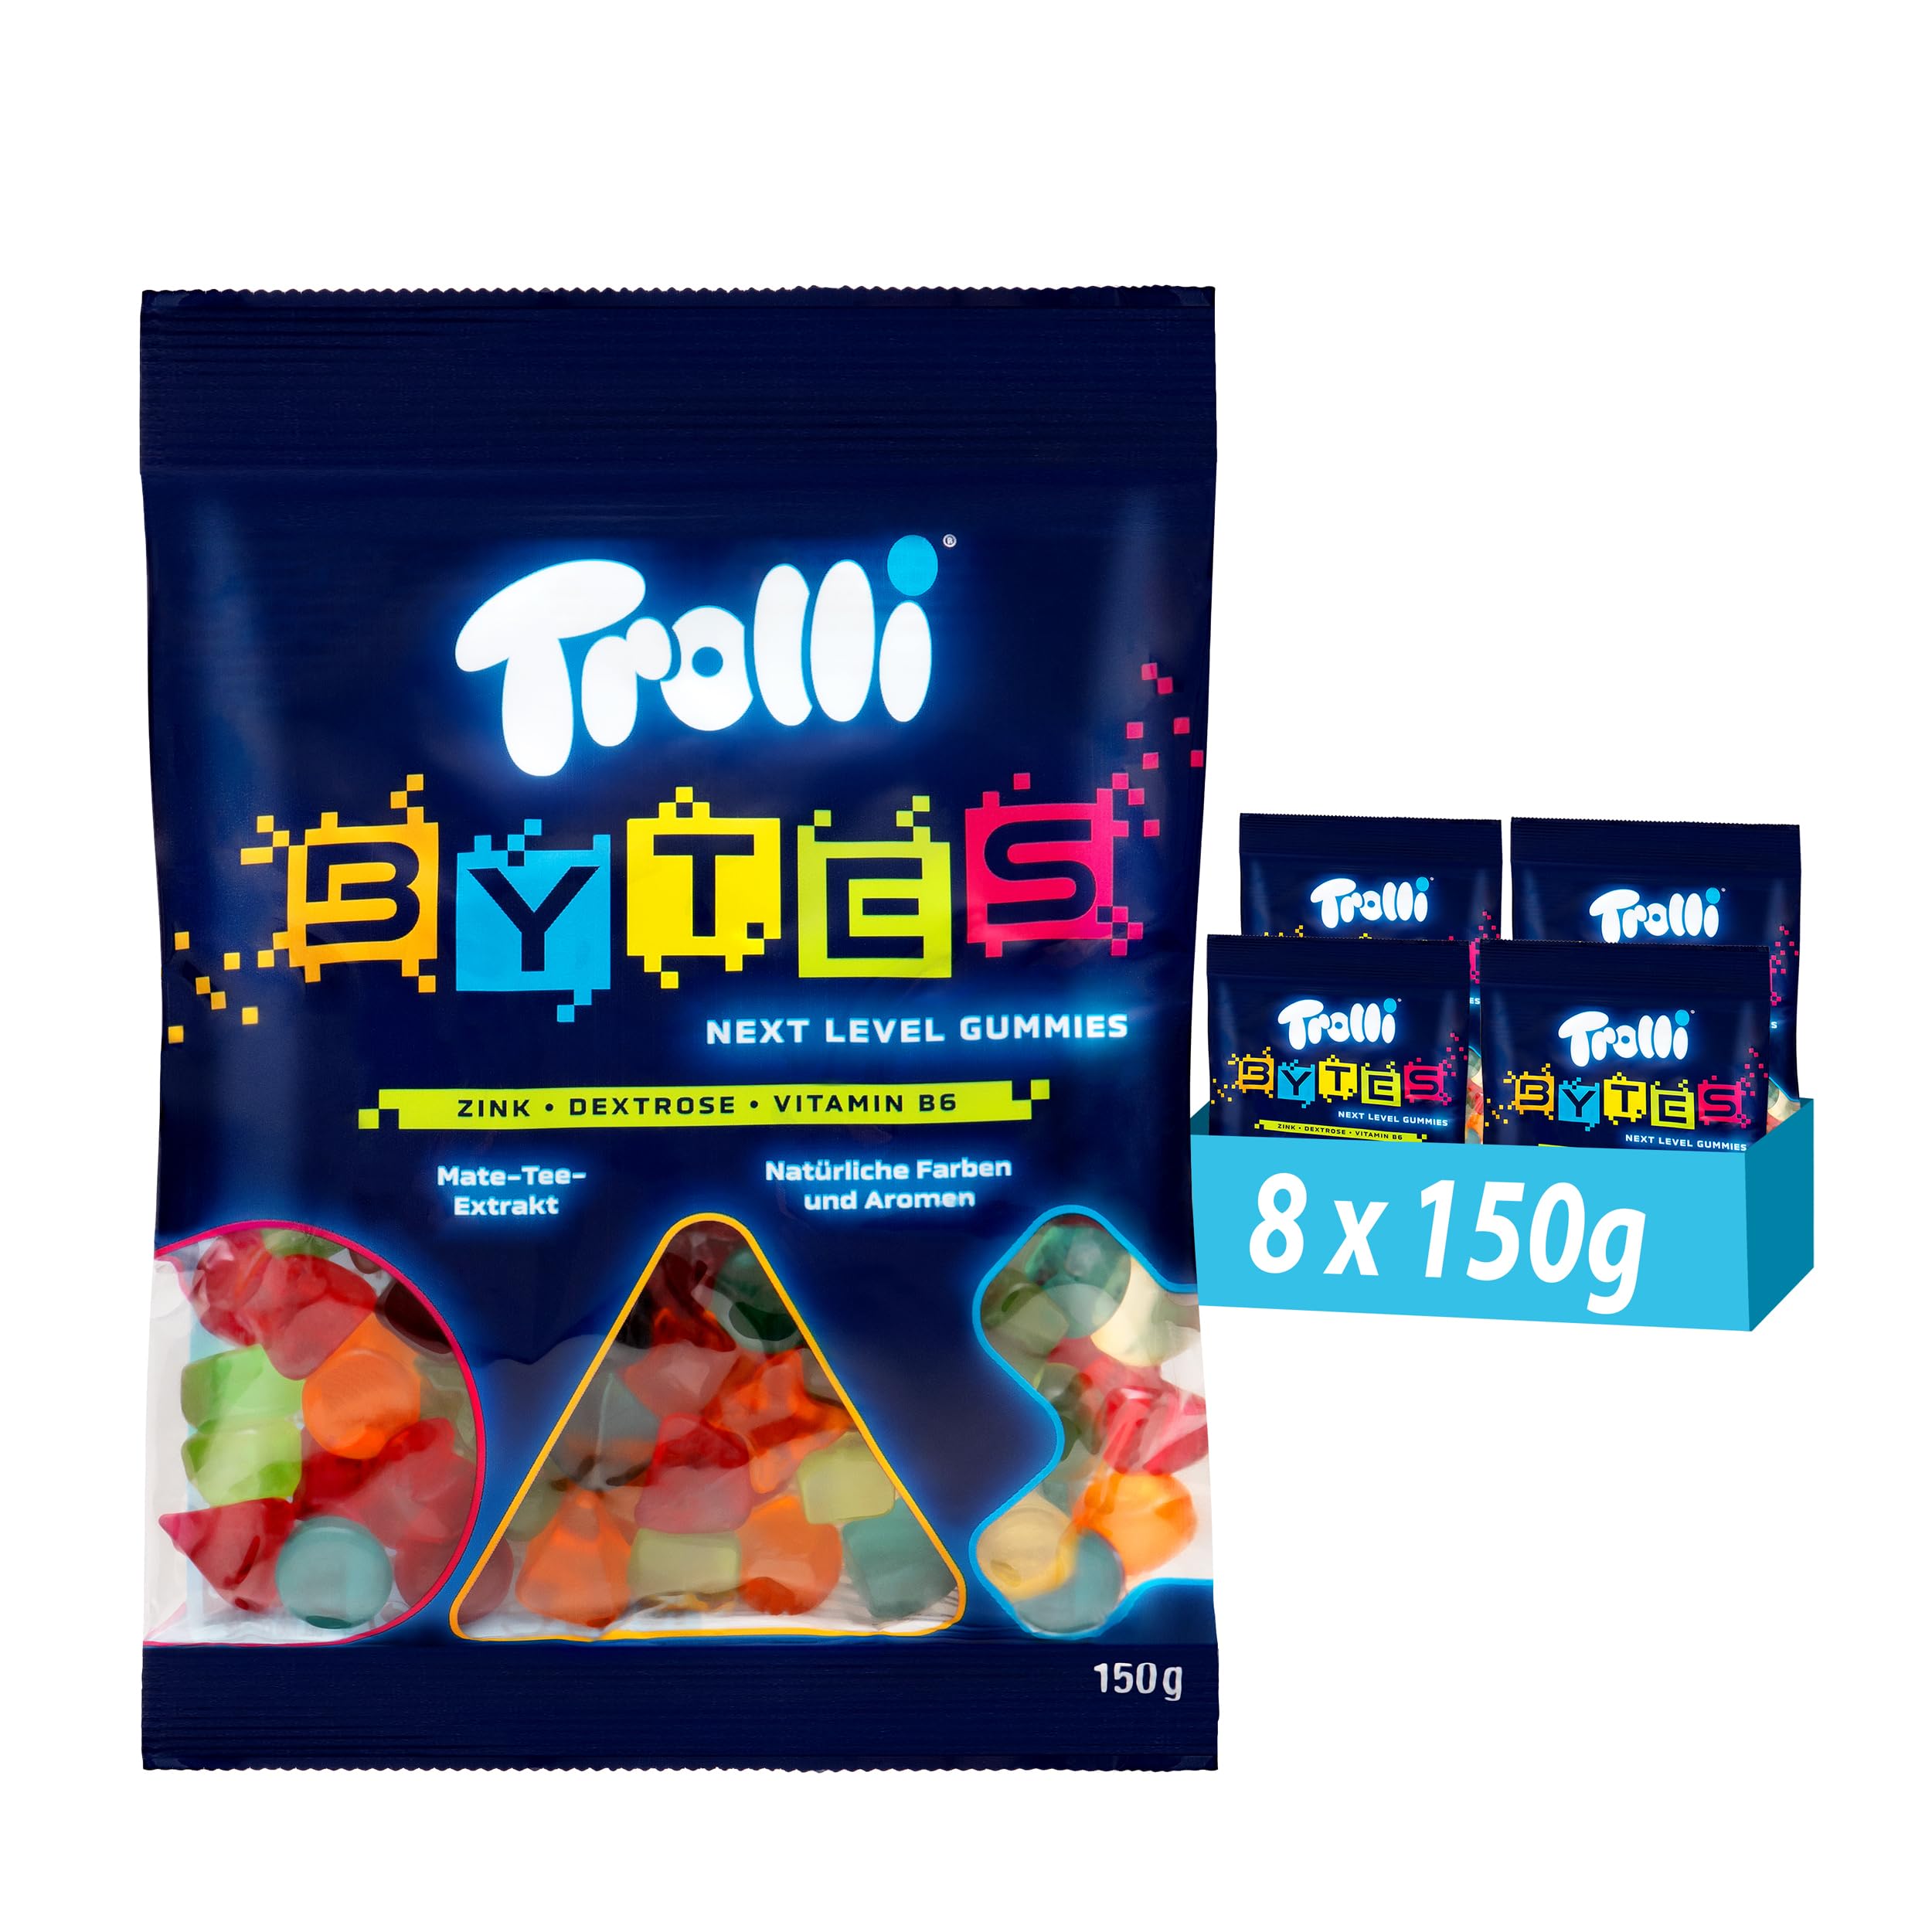 Trolli®
BYTES
NEXT LEVEL GUMMIES
ZINK • DEXTROSE • VITAMIN B6
Mate-Tee-
Extrakt
Natürliche Farben
und Aromen
150g
Trolli
Trolli
Trolli
BYTES
NEXT LEVEL GUMMIES
ZINK • DEXTROSE • VITAMIN B6
Trolli
BYTES
NEXT LEVEL GUMMIES
8 x 150g